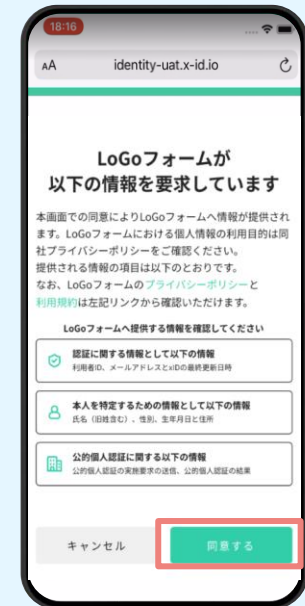 18:16
AA identity-uat.x-id.io
LoGoフォームが
以下の情報を要求しています
本画面での同意によりLoGoフォームへ情報が提供され
ます。LoGoフォームにおける個人情報の利用目的は同
社プライバシーポリシーをご確認ください。
提供される情報の項目は以下のとおりです。
なお、LoGoフォームのプライバシーポリシーと
利用規約は左記リンクから確認いただけます。
LoGoフォームへ提供する情報を確認してください
認証に関する情報として以下の情報
利用者ID、メールアドレスとxIDの最終更新日時
本人を特定するための情報として以下の情報
氏名（旧姓含む）、性別、生年月日と住所
公的個人認証に関する以下の情報
公的個人認証の実施要求の送信、公的個人認証の結果
キャンセル
同意する